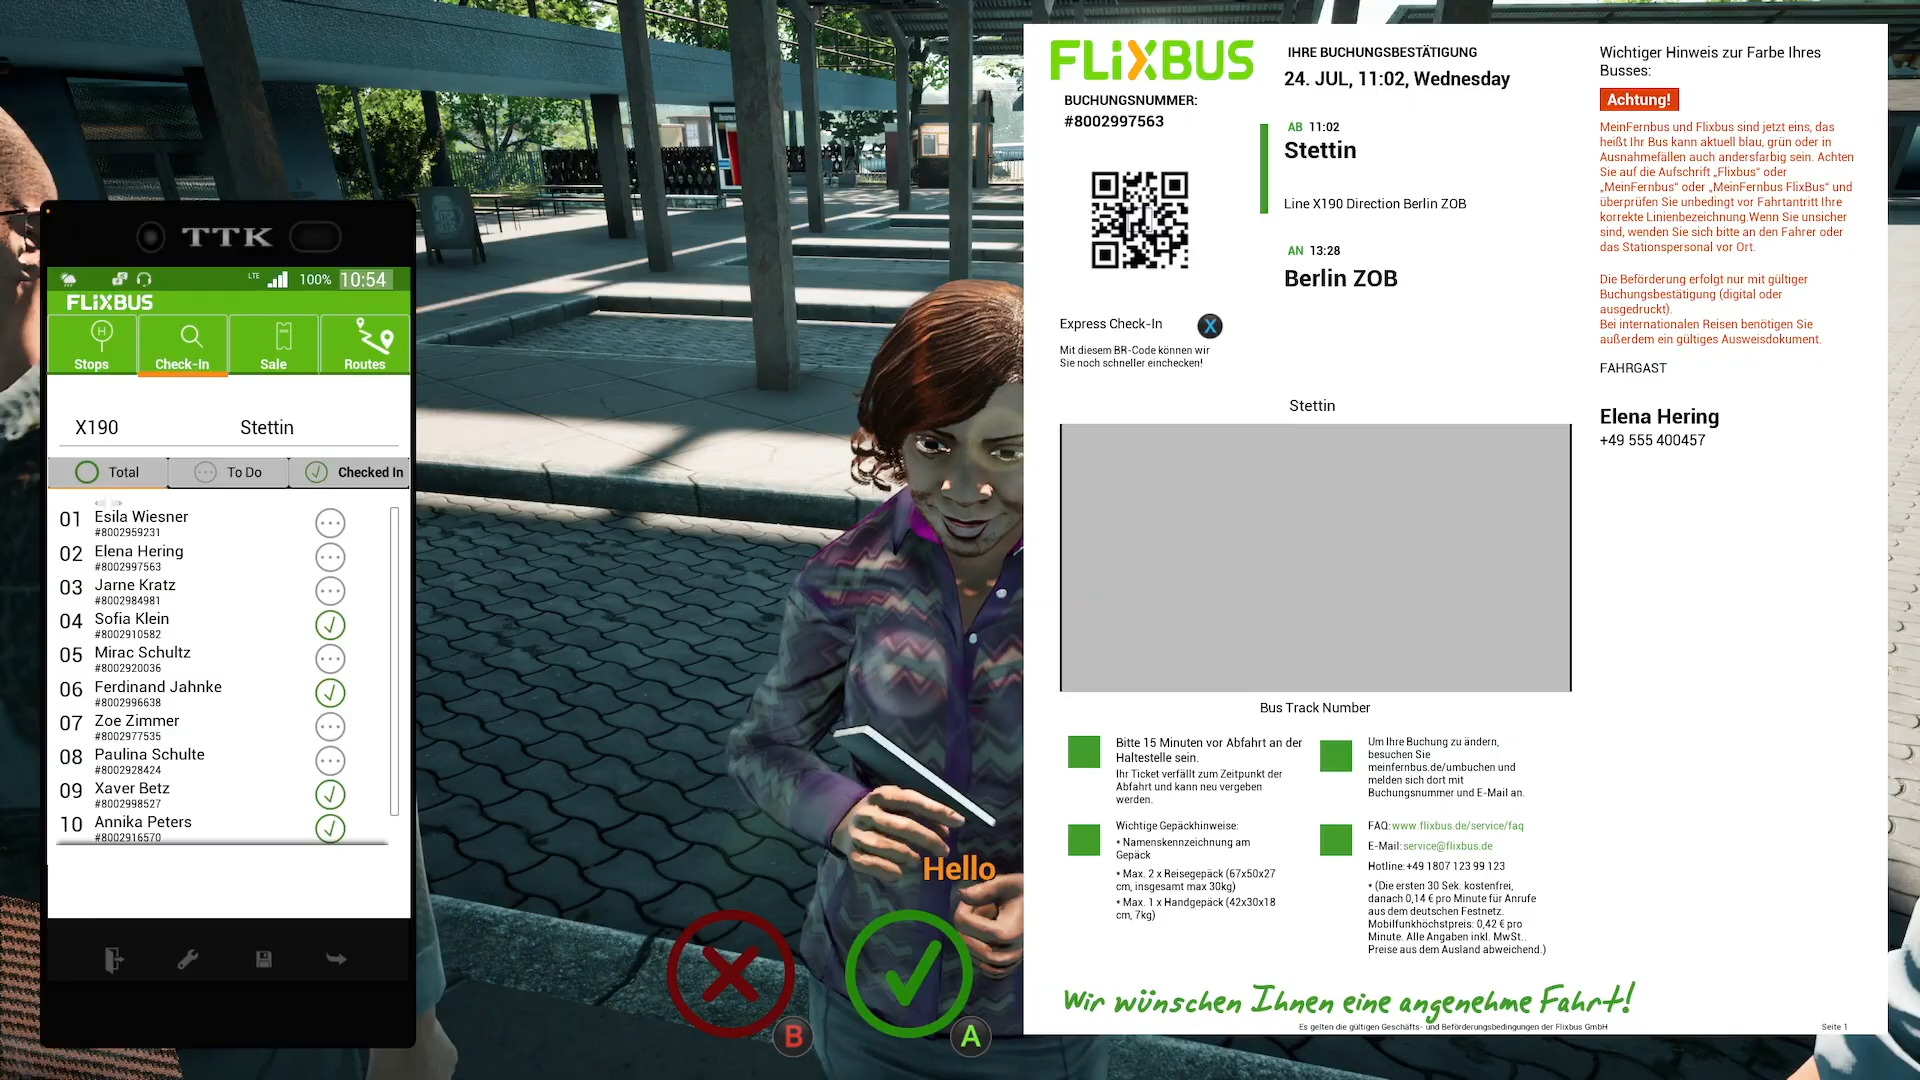 TTK
LTE 100% 10:54
FLiXBUS
Stops
Check-In
Sale
Routes
X190 Stettin
Total
To Do
Checked In
01 Esila Wiesner
#8002959231
02 Elena Hering
#8002997563
03 Jarne Kratz
#8002984981
04 Sofia Klein
#8002910582
05 Mirac Schultz
#8002920036
06 Ferdinand Jahnke
#8002996638
07 Zoe Zimmer
#8002977535
08 Paulina Schulte
#8002928424
09 Xaver Betz
#8002998527
10 Annika Peters
#8002916570
Hello
B
A
FLiXBUS
BUCHUNGSNUMMER:
#8002997563
Express Check-In X
Mit diesem BR-Code können wir
Sie noch schneller einchecken!
IHRE BUCHUNGSBESTÄTIGUNG
24. JUL, 11:02, Wednesday
AB 11:02
Stettin
Line X190 Direction Berlin ZOB
AN 13:28
Berlin ZOB
Wichtiger Hinweis zur Farbe Ihres
Busses:
Achtung!
MeinFernbus und Flixbus sind jetzt eins, das
heißt Ihr Bus kann aktuell blau, grün oder in
Ausnahmefällen auch andersfarbig sein. Achten
Sie auf die Aufschrift „Flixbus“ oder
„MeinFernbus“ oder „MeinFernbus FlixBus“ und
überprüfen Sie unbedingt vor Fahrtantritt Ihre
korrekte Linienbezeichnung.Wenn Sie unsicher
sind, wenden Sie sich bitte an den Fahrer oder
das Stationspersonal vor Ort.
Die Beförderung erfolgt nur mit gültiger
Buchungsbestätigung (digital oder
ausgedruckt).
Bei internationalen Reisen benötigen Sie
außerdem ein gültiges Ausweisdokument.
FAHRGAST
Elena Hering
+49 555 400457
Stettin
Bus Track Number
Bitte 15 Minuten vor Abfahrt an der
Haltestelle sein.
Ihr Ticket verfällt zum Zeitpunkt der
Abfahrt und kann neu vergeben
werden.
Um Ihre Buchung zu ändern,
besuchen Sie
meinfernbus.de/umbuchen und
melden sich dort mit
Buchungsnummer und E-Mail an.
Wichtige Gepäckhinweise:
* Namenskennzeichnung am
Gepäck
* Max. 2 x Reisegepäck (67x50x27
cm, insgesamt max 30kg)
* Max. 1 x Handgepäck (42x30x18
cm, 7kg)
FAQ: www.flixbus.de/service/faq
E-Mail: service@flixbus.de
Hotline: +49 1807 123 99 123
* (Die ersten 30 Sek. kostenfrei,
danach 0,14 € pro Minute für Anrufe
aus dem deutschen Festnetz.
Mobilfunkhöchstpreis: 0,42 € pro
Minute. Alle Angaben inkl. MwSt..
Preise aus dem Ausland abweichend.)
Wir wünschen Ihnen eine angenehme Fahrt!
Es gelten die gültigen Geschäfts- und Beförderungsbedingungen der Flixbus GmbH
Seite 1